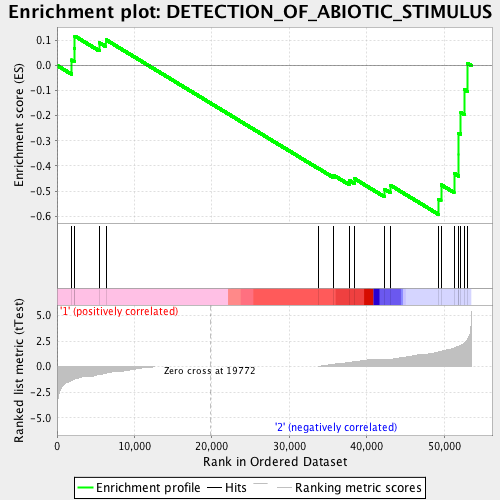 Enrichment plot: DETECTION_OF_ABIOTIC_STIMULUS
Enrichment score (ES)
0.1
0.0
-0.1
-0.2
-0.3
-0.4
-0.5
-0.6
'1' (positively correlated)
Ranked list metric (tTest)
5.0
2.5
0.0
-2.5
-5.0
Zero cross at 19772
'2' (negatively correlated)
0 10,000 20,000 30,000 40,000 50,000
Rank in Ordered Dataset
Enrichment profile Hits Ranking metric scores